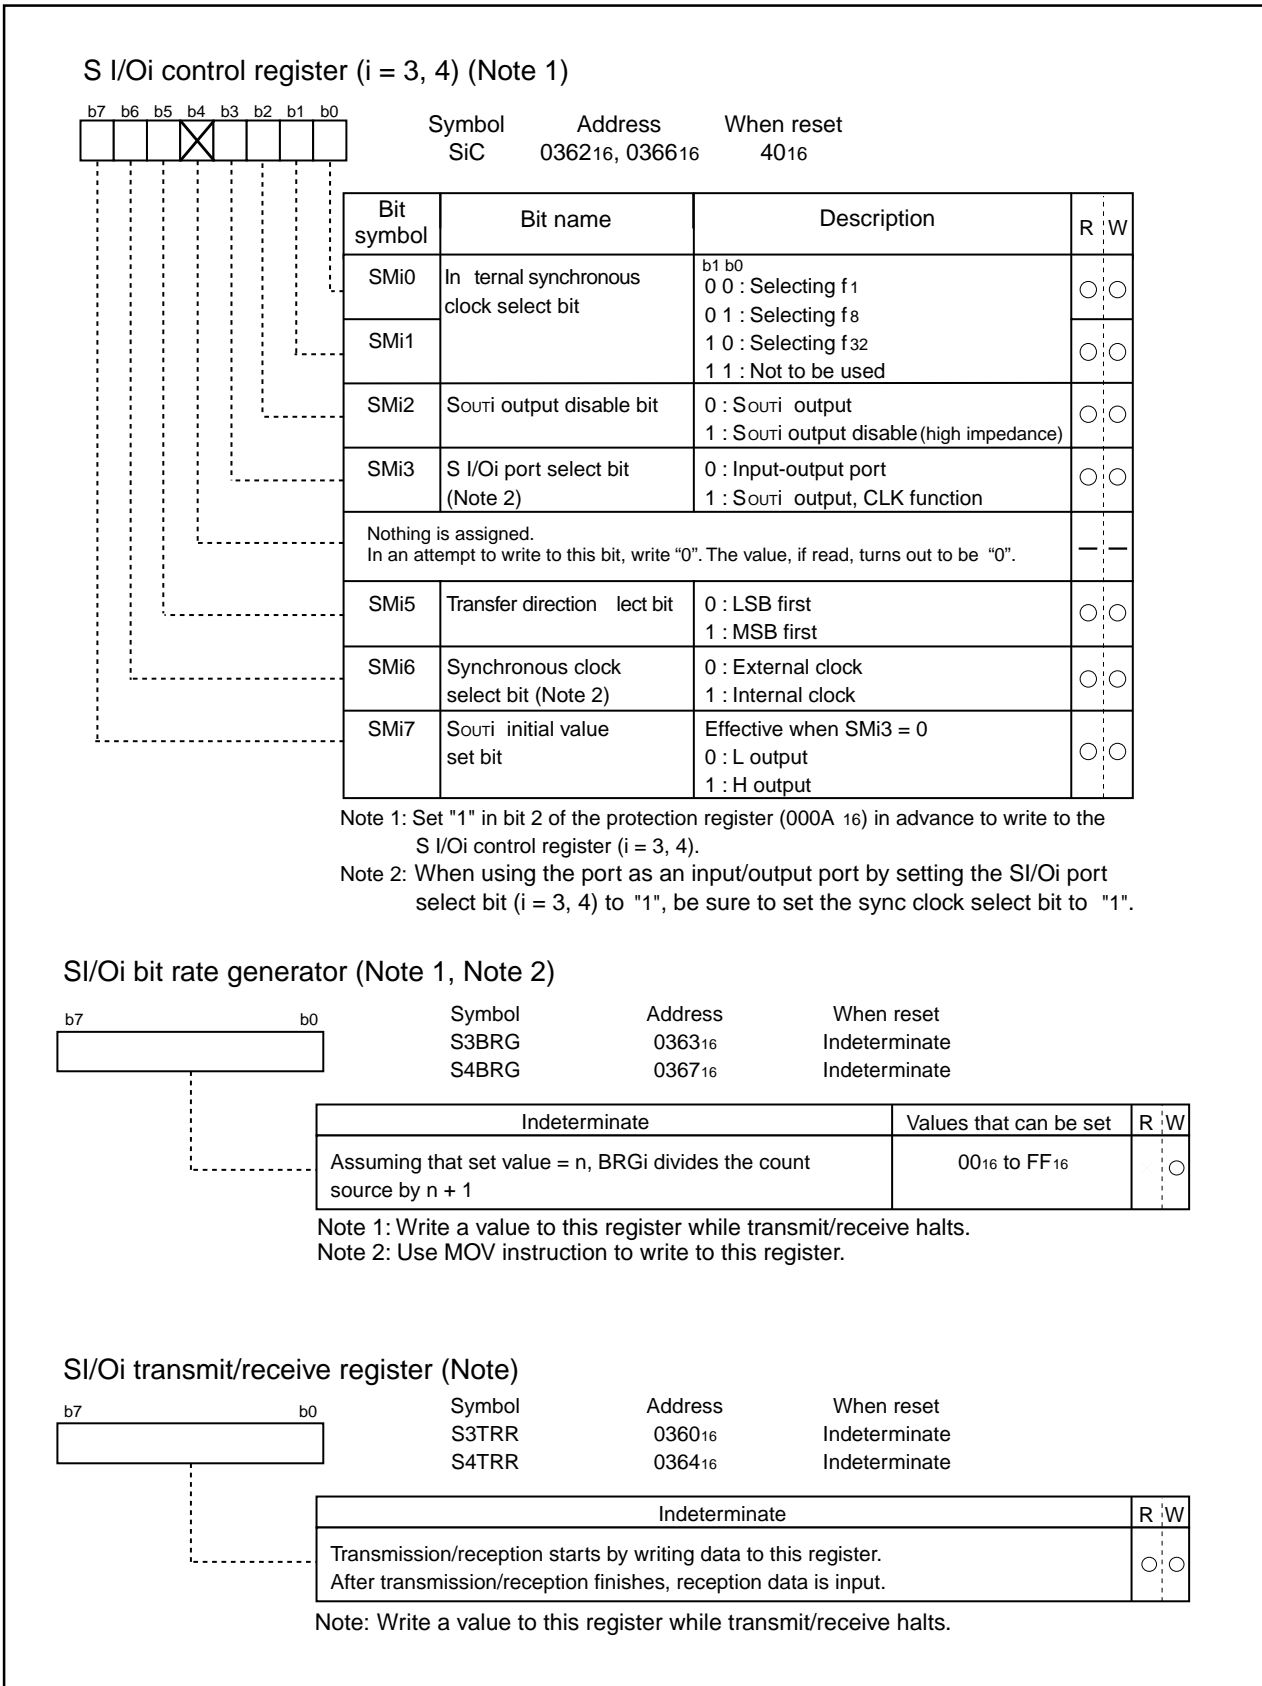 S I/Oi control register (i = 3, 4) (Note 1)
b7 b6 b5 b4 b3 b2 b1 b0
Symbol Address When reset
SiC 036216, 036616 4016
Bit symbol Bit name Description R W
SMi0 In ternal synchronous clock select bit
b1 b0
0 0 : Selecting f1
0 1 : Selecting f8
SMi1
1 0 : Selecting f32
1 1 : Not to be used
SMi2 SOUTi output disable bit 0 : SOUTi output
1 : SOUTi output disable(high impedance)
SMi3 S I/Oi port select bit 0 : Input-output port
(Note 2) 1 : SOUTi output, CLK function
Nothing is assigned.
In an attempt to write to this bit, write “0”. The value, if read, turns out to be “0”.
SMi5 Transfer direction lect bit 0 : LSB first
1 : MSB first
SMi6 Synchronous clock 0 : External clock
select bit (Note 2) 1 : Internal clock
SMi7 SOUTi initial value Effective when SMi3 = 0
set bit 0 : L output
1 : H output
Note 1: Set "1" in bit 2 of the protection register (000A 16) in advance to write to the
S I/Oi control register (i = 3, 4).
Note 2: When using the port as an input/output port by setting the SI/Oi port
select bit (i = 3, 4) to "1", be sure to set the sync clock select bit to "1".
SI/Oi bit rate generator (Note 1, Note 2)
b7 b0
Symbol Address When reset
S3BRG 036316 Indeterminate
S4BRG 036716 Indeterminate
Indeterminate Values that can be set R W
Assuming that set value = n, BRGi divides the count 0016 to FF16
source by n + 1
Note 1: Write a value to this register while transmit/receive halts.
Note 2: Use MOV instruction to write to this register.
SI/Oi transmit/receive register (Note)
b7 b0
Symbol Address When reset
S3TRR 036016 Indeterminate
S4TRR 036416 Indeterminate
Indeterminate R W
Transmission/reception starts by writing data to this register.
After transmission/reception finishes, reception data is input.
Note: Write a value to this register while transmit/receive halts.